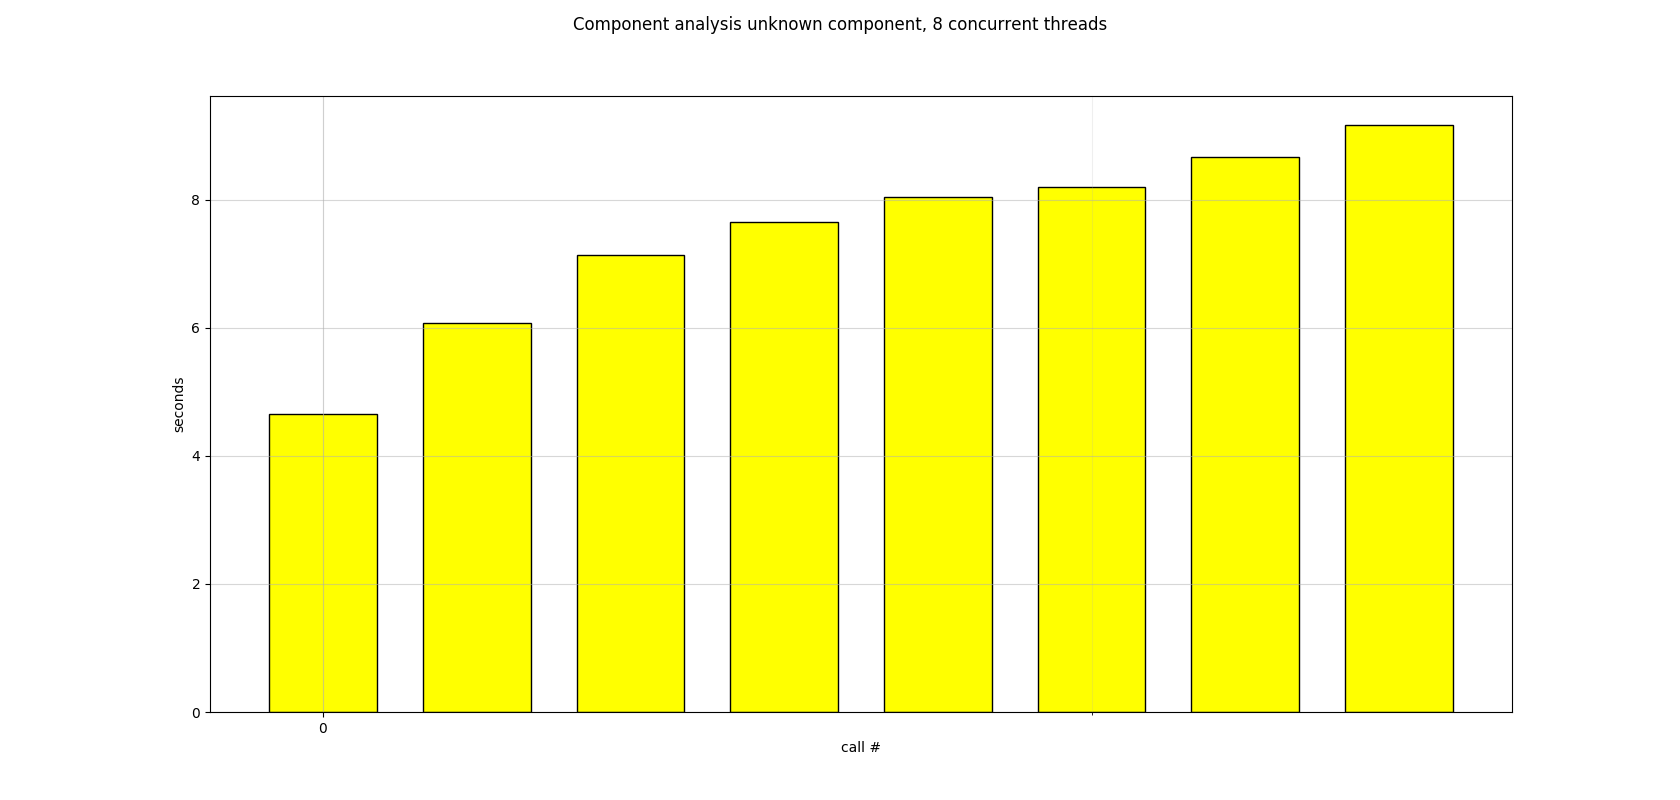 Component analysis unknown component, 8 concurrent threads
seconds
8
6
4
2
0
0
call #